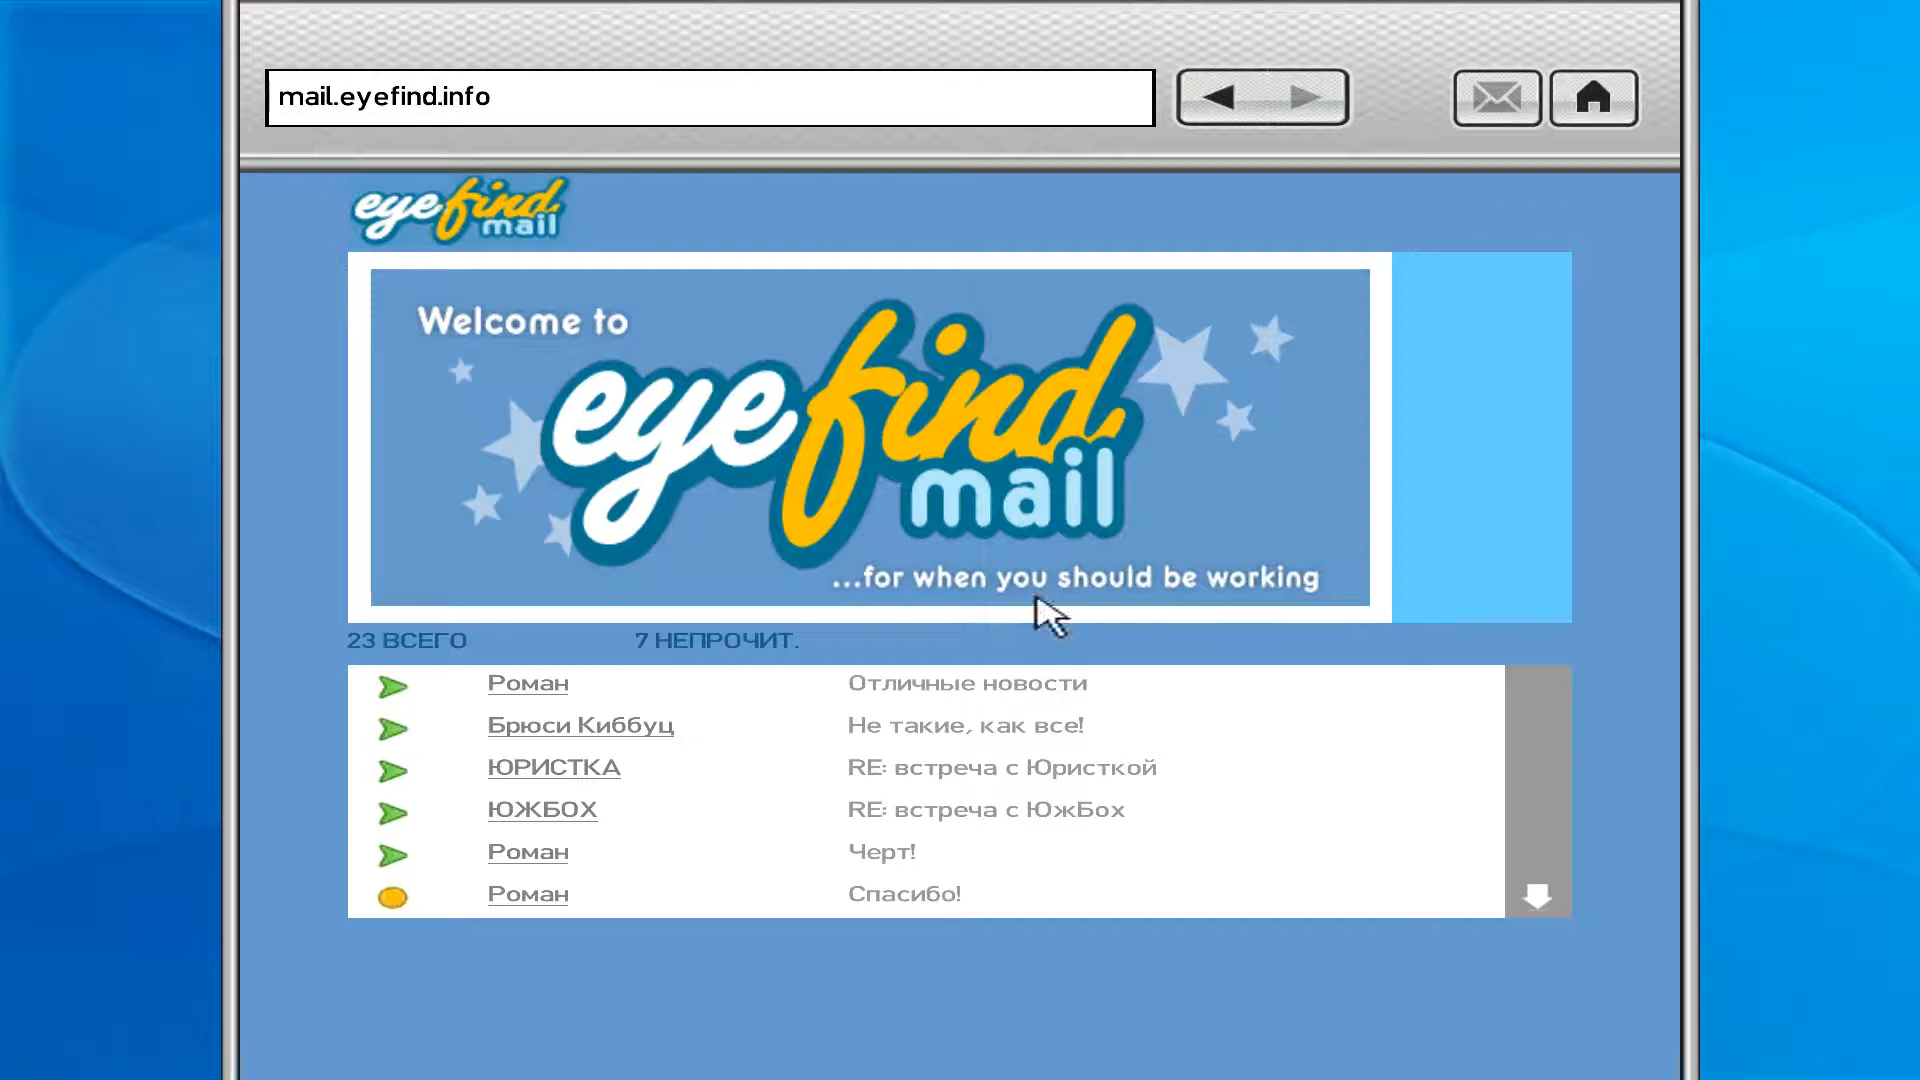 mail.eyefind.info
eyefind.
mail
Welcome to
eyefind.
mail
...for when you should be working
23 ВСЕГО 7 НЕПРОЧИТ.
Роман Отличные новости
Брюси Киббуц Не такие, как все!
ЮРИСТКА RE: встреча с Юристкой
ЮЖБОХ RE: встреча с ЮжБох
Роман Черт!
Роман Спасибо!